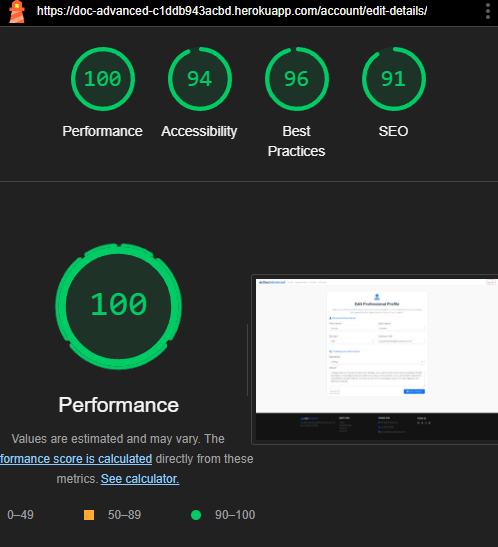 https://doc-advanced-c1ddb943acbd.herokuapp.com/account/edit-details/
100
94
96
91
Performance
Accessibility
Best
Practices
SEO
100
Performance
Values are estimated and may vary. The
formance score is calculated directly from these
metrics. See calculator.
0–49
50–89
90–100
Edit Professional Profile